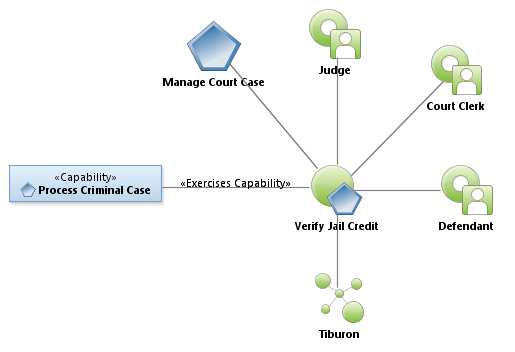 Judge
Manage Court Case
Court Clerk
«Capability»
Process Criminal Case
«Exercises Capability»
Verify Jail Credit
Defendant
Tiburon